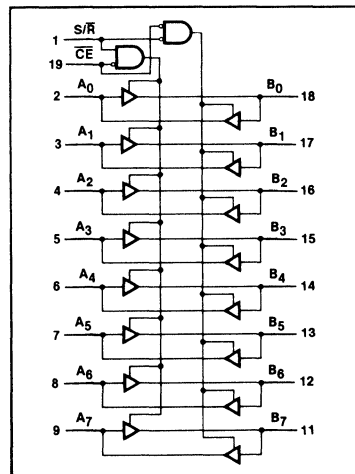 1 S/R̅
19 C̅E̅
2 A0 B0 18
3 A1 B1 17
4 A2 B2 16
5 A3 B3 15
6 A4 B4 14
7 A5 B5 13
8 A6 B6 12
9 A7 B7 11